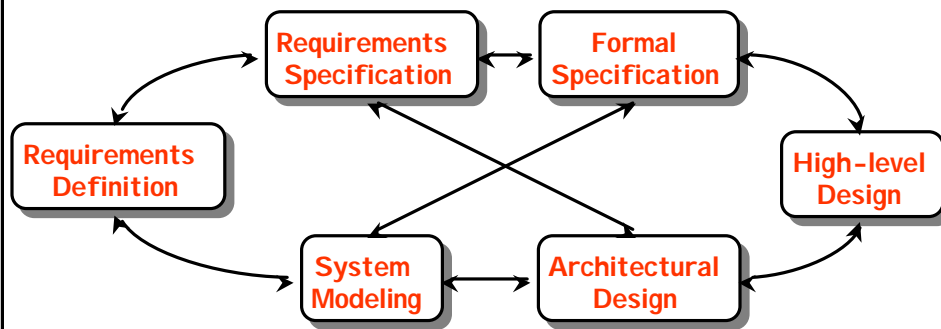 Requirements
Specification
Formal
Specification
Requirements
Definition
High-level
Design
System
Modeling
Architectural
Design